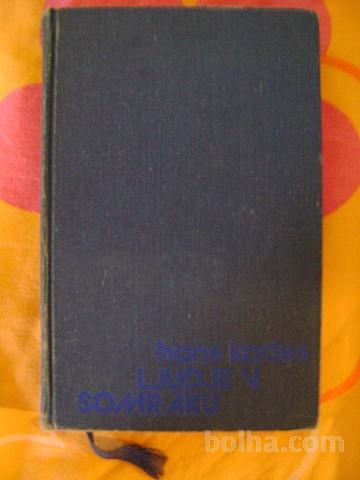 hans kades
LJUDJE V
SOMRAKU
bolha.com